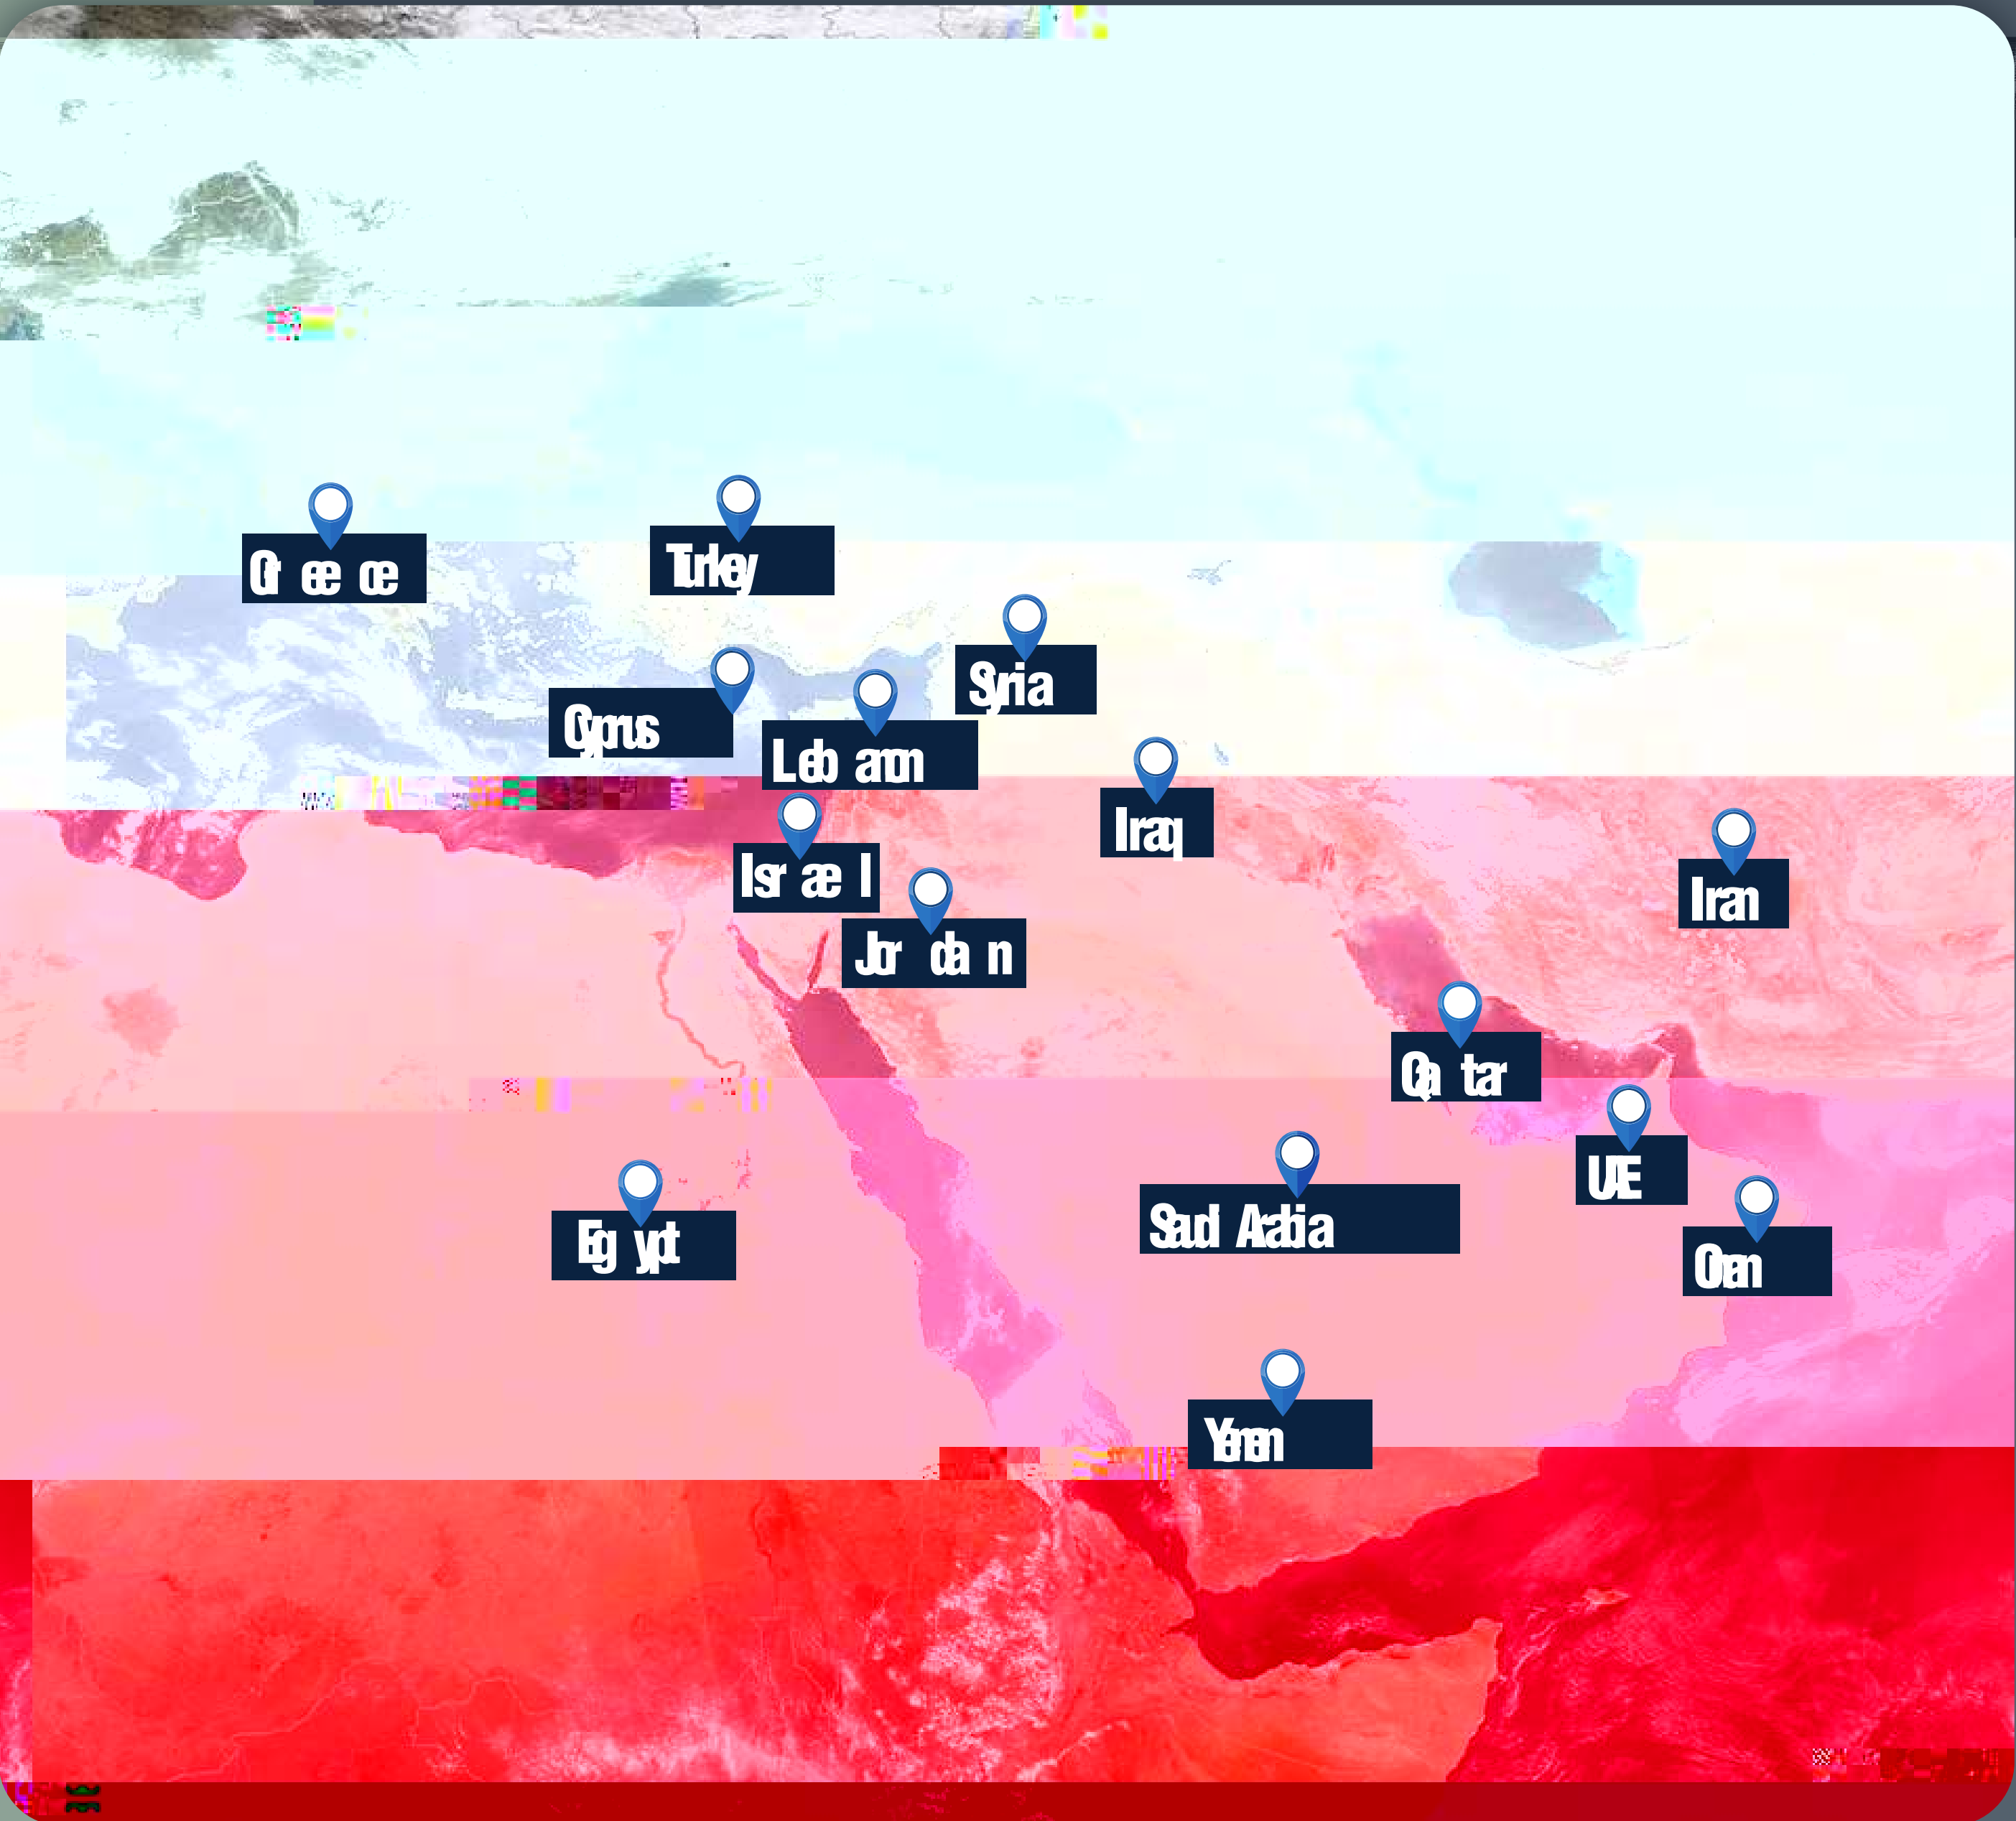 Greece
Turkey
Syria
Cyprus
Lebanon
Iraq
Israel
Iran
Jordan
Qatar
UAE
Saudi Arabia
Egypt
Oman
Yemen